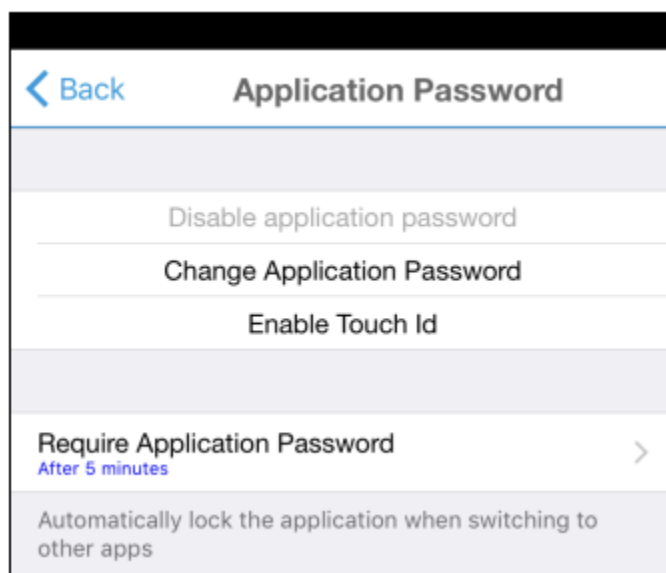 Back
Application Password
Disable application password
Change Application Password
Enable Touch Id
Require Application Password
After 5 minutes
Automatically lock the application when switching to
other apps